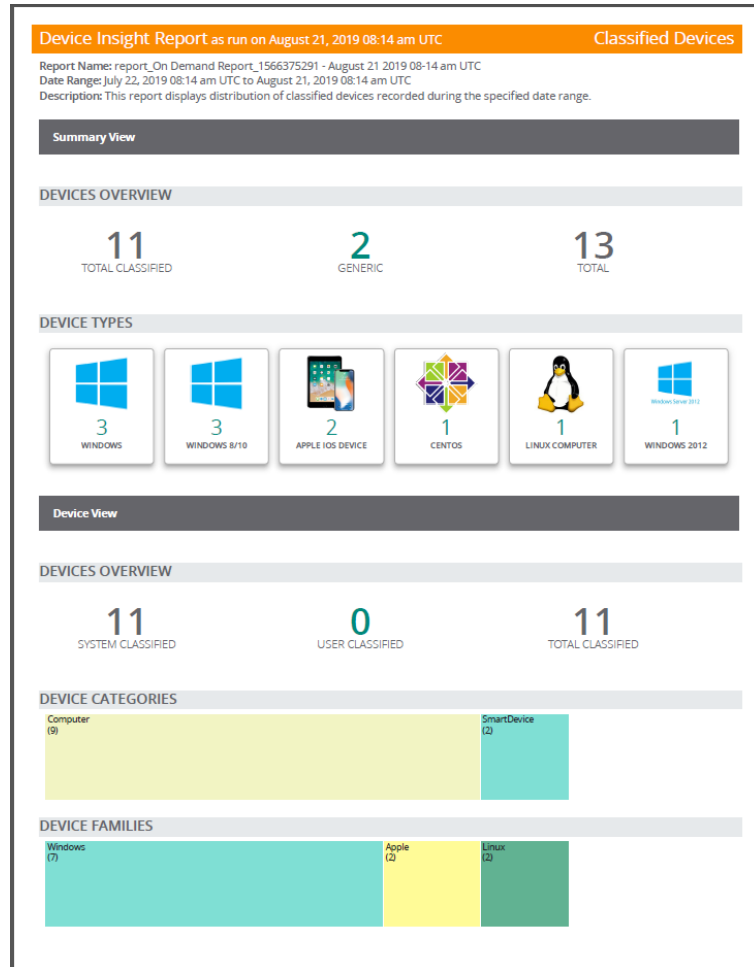 Device Insight Report as run on August 21, 2019 08:14 am UTC Classified Devices
Report Name: report_On Demand Report_1566375291 - August 21 2019 08-14 am UTC
Date Range: July 22, 2019 08:14 am UTC to August 21, 2019 08:14 am UTC
Description: This report displays distribution of classified devices recorded during the specified date range.
Summary View
DEVICES OVERVIEW
11 2 13
TOTAL CLASSIFIED GENERIC TOTAL
DEVICE TYPES
Windows Server 2012
3 3 2 1 1 1
WINDOWS WINDOWS 8/10 APPLE IOS DEVICE CENTOS LINUX COMPUTER WINDOWS 2012
Device View
DEVICES OVERVIEW
11 0 11
SYSTEM CLASSIFIED USER CLASSIFIED TOTAL CLASSIFIED
DEVICE CATEGORIES
Computer SmartDevice
(9) (2)
DEVICE FAMILIES
Windows Apple Linux
(7) (2) (2)